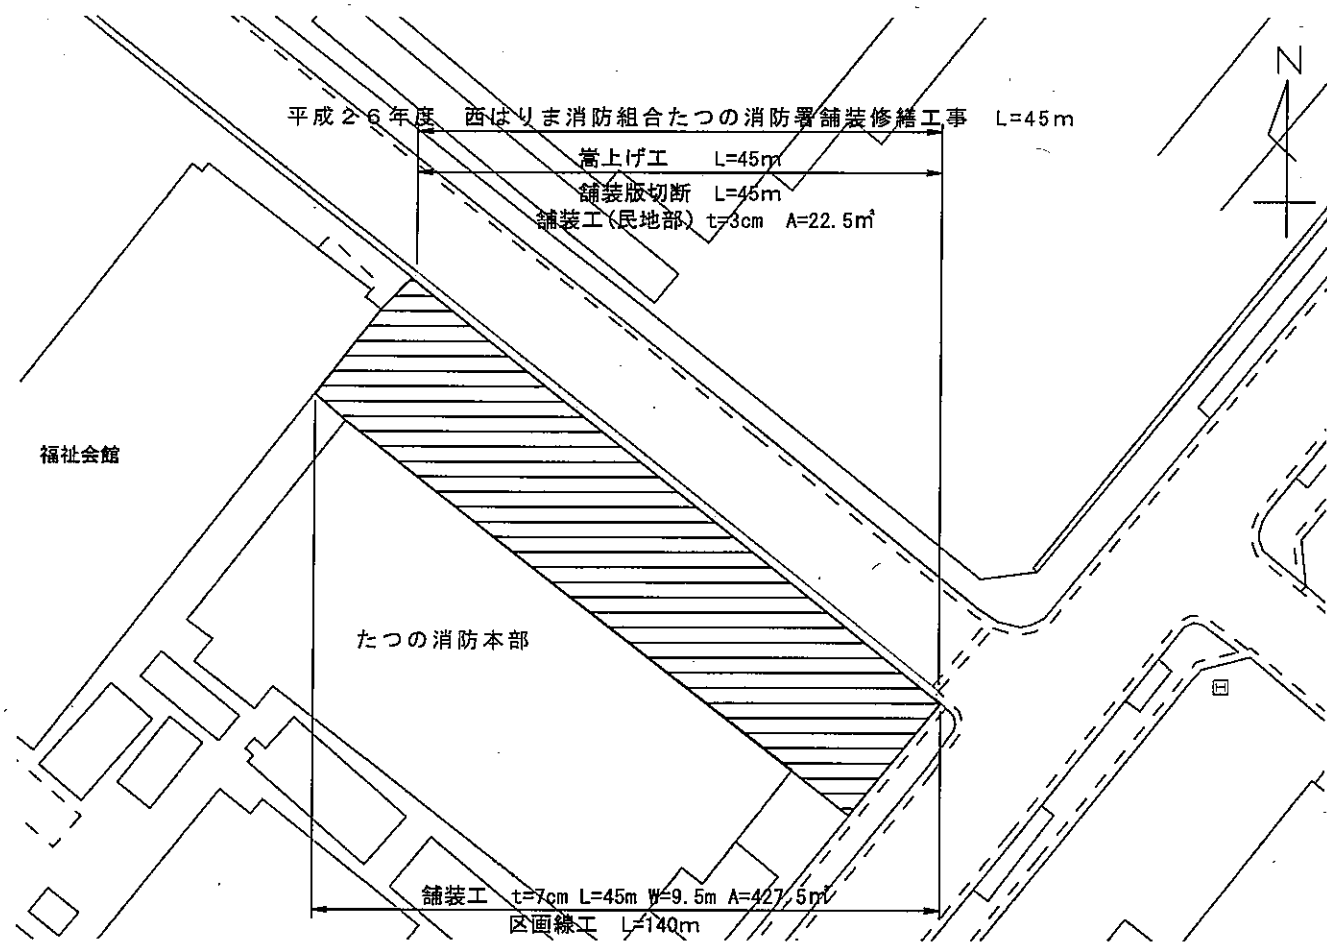 N
平成26年度　西はりま消防組合たつの消防署舗装修繕工事　L=45m
嵩上げ工　L=45m
舗装版切断　L=45m
舗装工(民地部) t=3cm　A=22.5㎡
福祉会館
たつの消防本部
H
舗装工　t=7cm L=45m W=9.5m A=427.5㎡
区画線工　L=140m